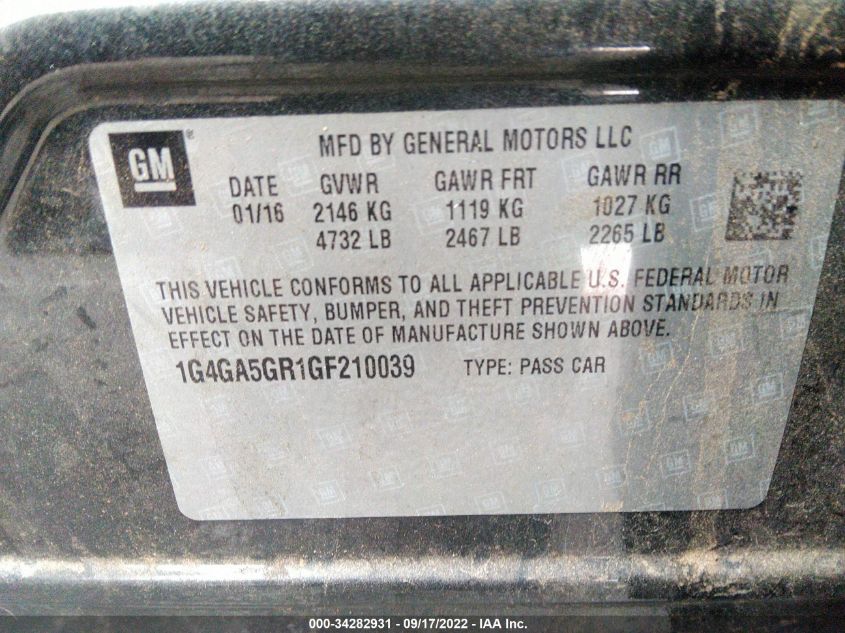 GM ®
MFD BY GENERAL MOTORS LLC
DATE GVWR GAWR FRT GAWR RR
01/16 2146 KG 1119 KG 1027 KG
4732 LB 2467 LB 2265 LB
THIS VEHICLE CONFORMS TO ALL APPLICABLE U.S. FEDERAL MOTOR
VEHICLE SAFETY, BUMPER, AND THEFT PREVENTION STANDARDS IN
EFFECT ON THE DATE OF MANUFACTURE SHOWN ABOVE.
1G4GA5GR1GF210039 TYPE: PASS CAR
000-34282931 - 09/17/2022 - IAA Inc.